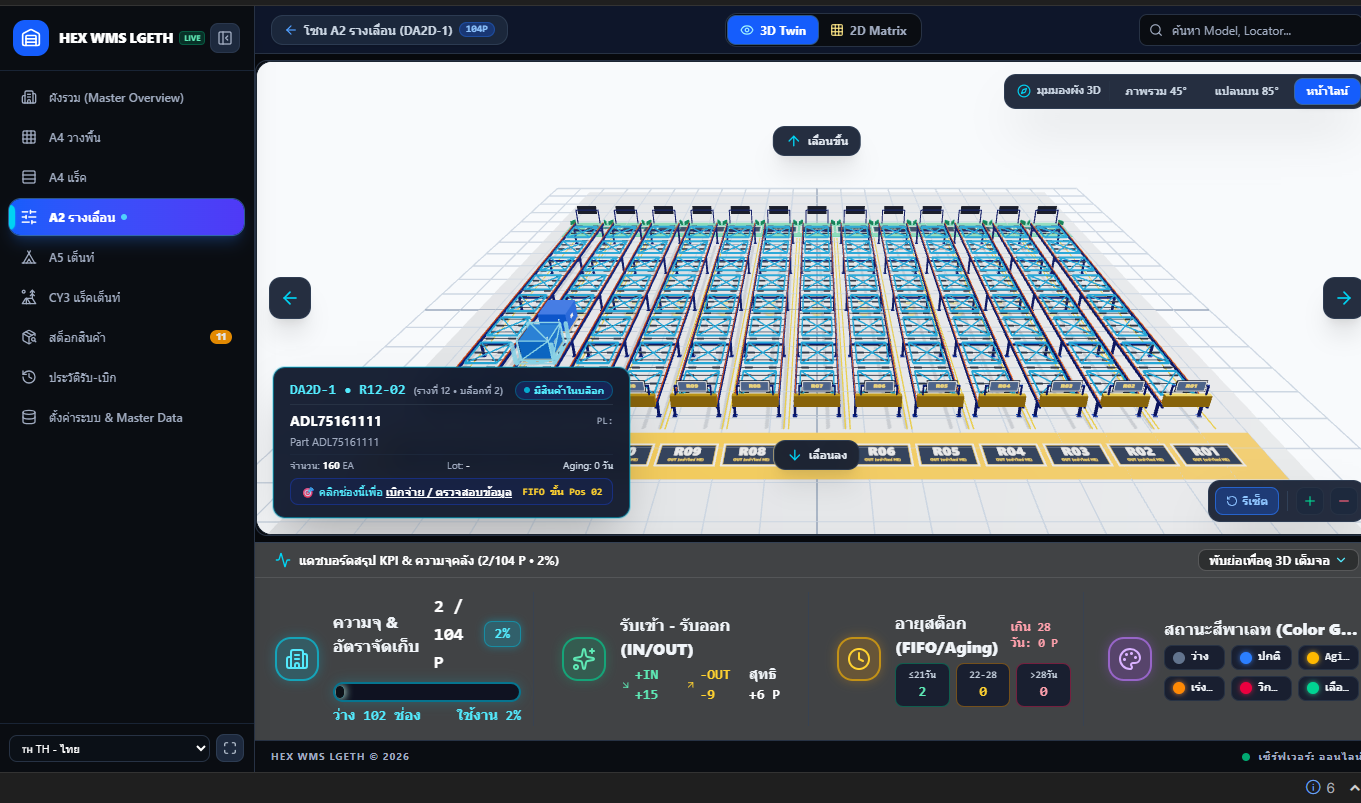 HEX WMS LGETH LIVE
โซน A2 รางเลื่อน (DA2D-1) 104P
3D Twin
2D Matrix
ค้นหา Model, Locator...
ผังรวม (Master Overview)
A4 วางพื้น
A4 แร็ค
A2 รางเลื่อน
A5 เต็นท์
CY3 แร็คเต็นท์
สต็อกสินค้า 11
ประวัติรับ-เบิก
ตั้งค่าระบบ & Master Data
TH TH - ไทย
มุมมองผัง 3D
ภาพรวม 45°
แปลนบน 85°
หน้าไลน์
เลื่อนขึ้น
DA2D-1 • R12-02 (รางที่ 12 • บล็อกที่ 2) มีสินค้าในบล็อก
ADL75161111 PL:
Part ADL75161111
จำนวน: 160 EA Lot: - Aging: 0 วัน
คลิกช่องนี้เพื่อ เบิกจ่าย / ตรวจสอบข้อมูล FIFO ชั้น Pos 02
R09 R08 R06 R05 R04 R03 R02 R01
เลื่อนลง
รีเซ็ต + −
แดชบอร์ดสรุป KPI & ความจุคลัง (2/104 P • 2%)
พับย่อเพื่อดู 3D เต็มจอ
ความจุ &
อัตราจัดเก็บ
2 /
104
P
2%
ว่าง 102 ช่อง ใช้งาน 2%
รับเข้า - รับออก
(IN/OUT)
+IN
+15
-OUT
-9
สุทธิ
+6 P
อายุสต็อก
(FIFO/Aging)
เกิน 28
วัน: 0 P
≤21วัน
2
22-28
0
>28วัน
0
สถานะสีพาเลท (Color G...
ว่าง ปกติ Agi...
เร่ง... วิก... เลื่อ...
HEX WMS LGETH © 2026
เซิร์ฟเวอร์: ออนไลน์
6